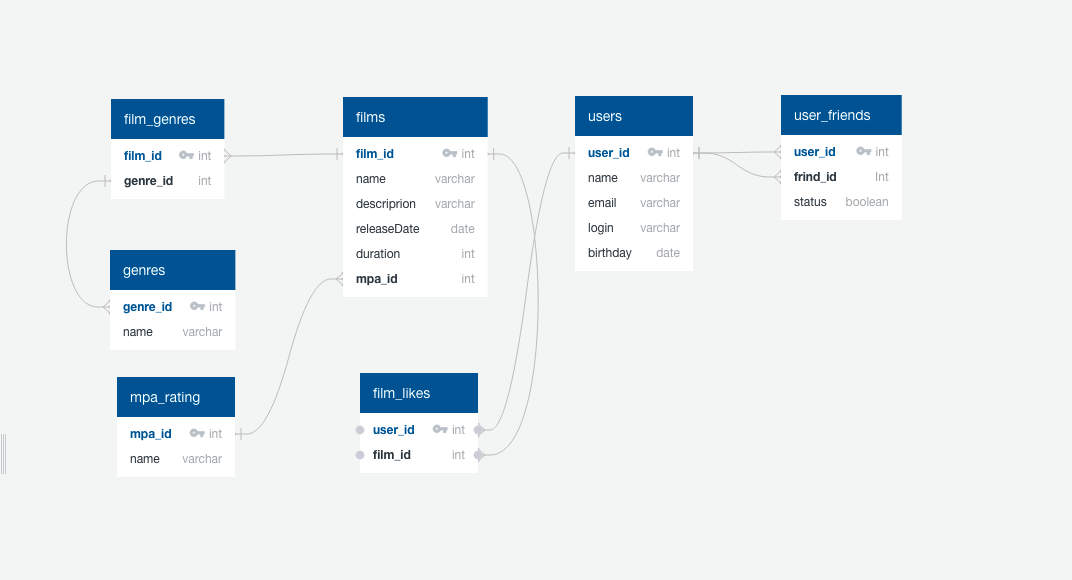 film_genres
film_id int
genre_id int
genres
genre_id int
name varchar
mpa_rating
mpa_id int
name varchar
films
film_id int
name varchar
descriprion varchar
releaseDate date
duration int
mpa_id int
film_likes
user_id int
film_id int
users
user_id int
name varchar
email varchar
login varchar
birthday date
user_friends
user_id int
frind_id Int
status boolean